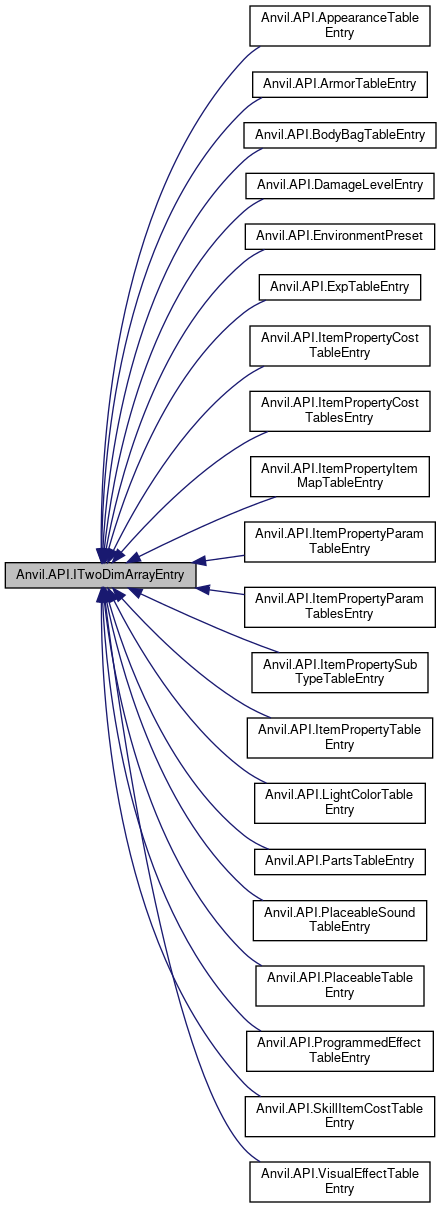 Anvil.API.AppearanceTable
Entry
Anvil.API.ArmorTableEntry
Anvil.API.BodyBagTableEntry
Anvil.API.DamageLevelEntry
Anvil.API.EnvironmentPreset
Anvil.API.ExpTableEntry
Anvil.API.ItemPropertyCost
TableEntry
Anvil.API.ItemPropertyCost
TablesEntry
Anvil.API.ItemPropertyItem
MapTableEntry
Anvil.API.ItemPropertyParam
TableEntry
Anvil.API.ITwoDimArrayEntry
Anvil.API.ItemPropertyParam
TablesEntry
Anvil.API.ItemPropertySub
TypeTableEntry
Anvil.API.ItemPropertyTable
Entry
Anvil.API.LightColorTable
Entry
Anvil.API.PartsTableEntry
Anvil.API.PlaceableSound
TableEntry
Anvil.API.PlaceableTable
Entry
Anvil.API.ProgrammedEffect
TableEntry
Anvil.API.SkillItemCostTable
Entry
Anvil.API.VisualEffectTable
Entry